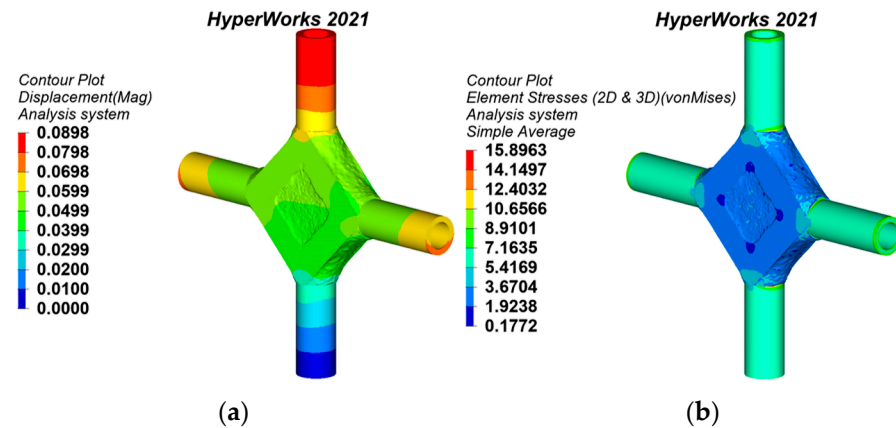 HyperWorks 2021
Contour Plot
Displacement(Mag)
Analysis system
0.0898
0.0798
0.0698
0.0599
0.0499
0.0399
0.0299
0.0200
0.0100
0.0000
(a)
HyperWorks 2021
Contour Plot
Element Stresses (2D & 3D)(vonMises)
Analysis system
Simple Average
15.8963
14.1497
12.4032
10.6566
8.9101
7.1635
5.4169
3.6704
1.9238
0.1772
(b)